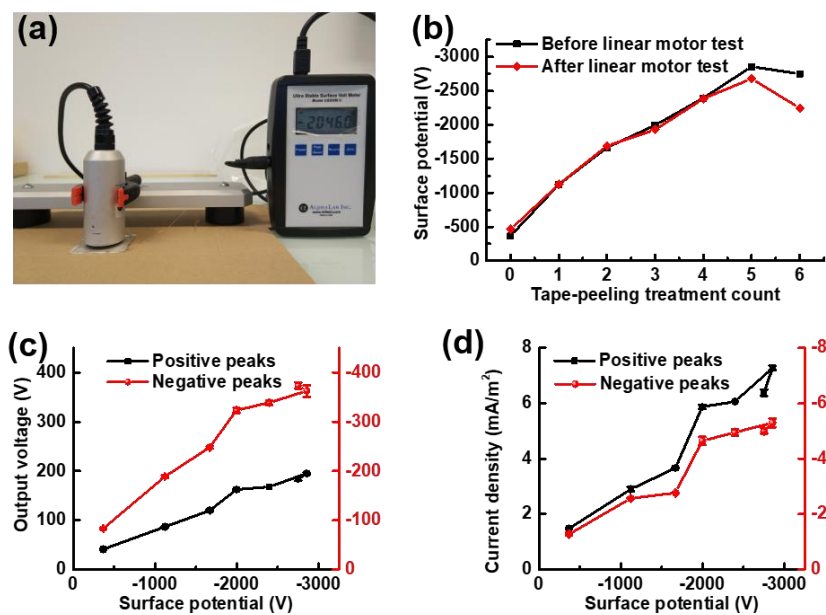 (a)
Ultra Stable Surface Volt Meter
-2046.0
ALPHALAB INC.
(b)
Before linear motor test
After linear motor test
Surface potential (V)
-3000
-2500
-2000
-1500
-1000
-500
0
0 1 2 3 4 5 6
Tape-peeling treatment count
(c)
Positive peaks
Negative peaks
Output voltage (V)
400
300
200
100
0
-400
-300
-200
-100
0
0 -1000 -2000 -3000
Surface potential (V)
(d)
Positive peaks
Negative peaks
Current density (mA/m²)
8
6
4
2
0
-8
-6
-4
-2
0
0 -1000 -2000 -3000
Surface potential (V)